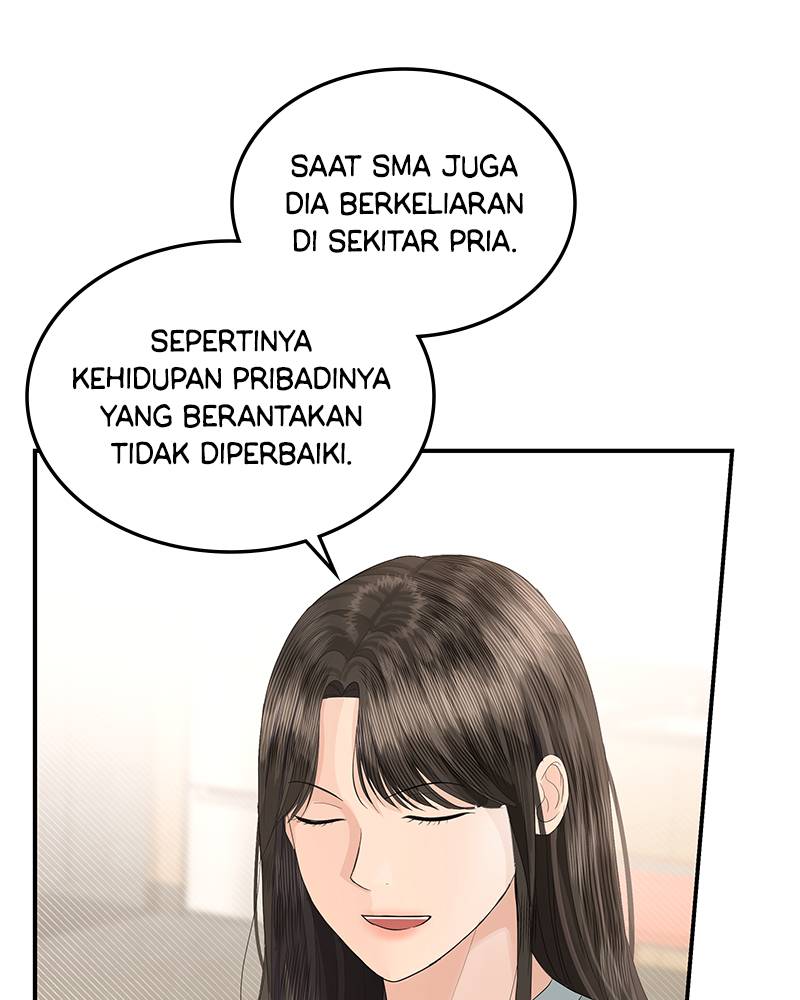 SAAT SMA JUGA
DIA BERKELIARAN
DI SEKITAR PRIA.
SEPERTINYA
KEHIDUPAN PRIBADINYA
YANG BERANTAKAN
TIDAK DIPERBAIKI.